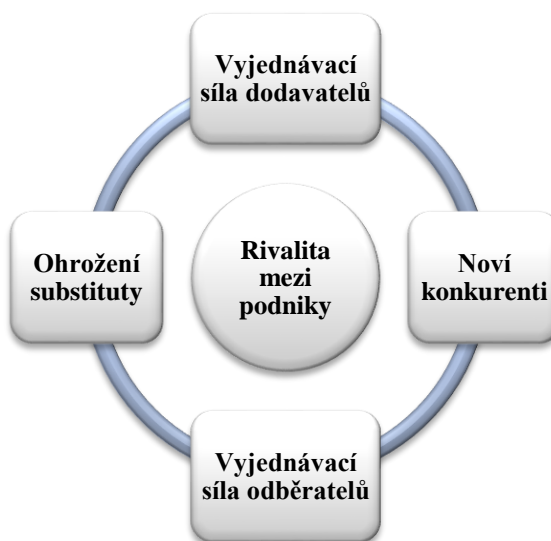 Vyjednávací
síla dodavatelů
Ohrožení
substituty
Rivalita
mezi
podniky
Noví
konkurenti
Vyjednávací
síla odběratelů